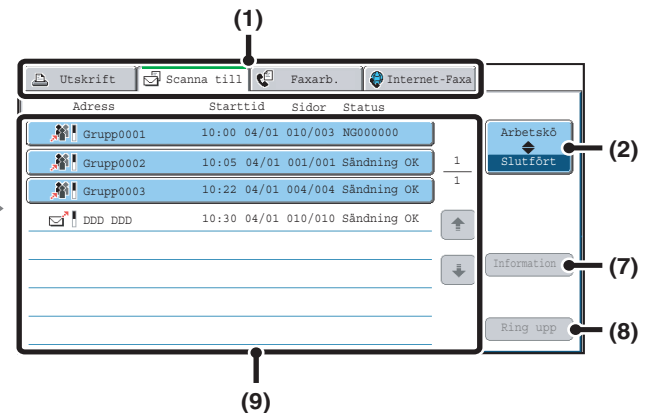 (1)
Utskrift Scanna till Faxarb. Internet-Faxa
Adress Starttid Sidor Status
Grupp0001 10:00 04/01 010/003 NG000000
Grupp0002 10:05 04/01 001/001 Sändning OK
Grupp0003 10:22 04/01 004/004 Sändning OK
DDD DDD 10:30 04/01 010/010 Sändning OK
1
1
Arbetskö
Slutfört
(2)
Information
(7)
Ring upp
(8)
(9)